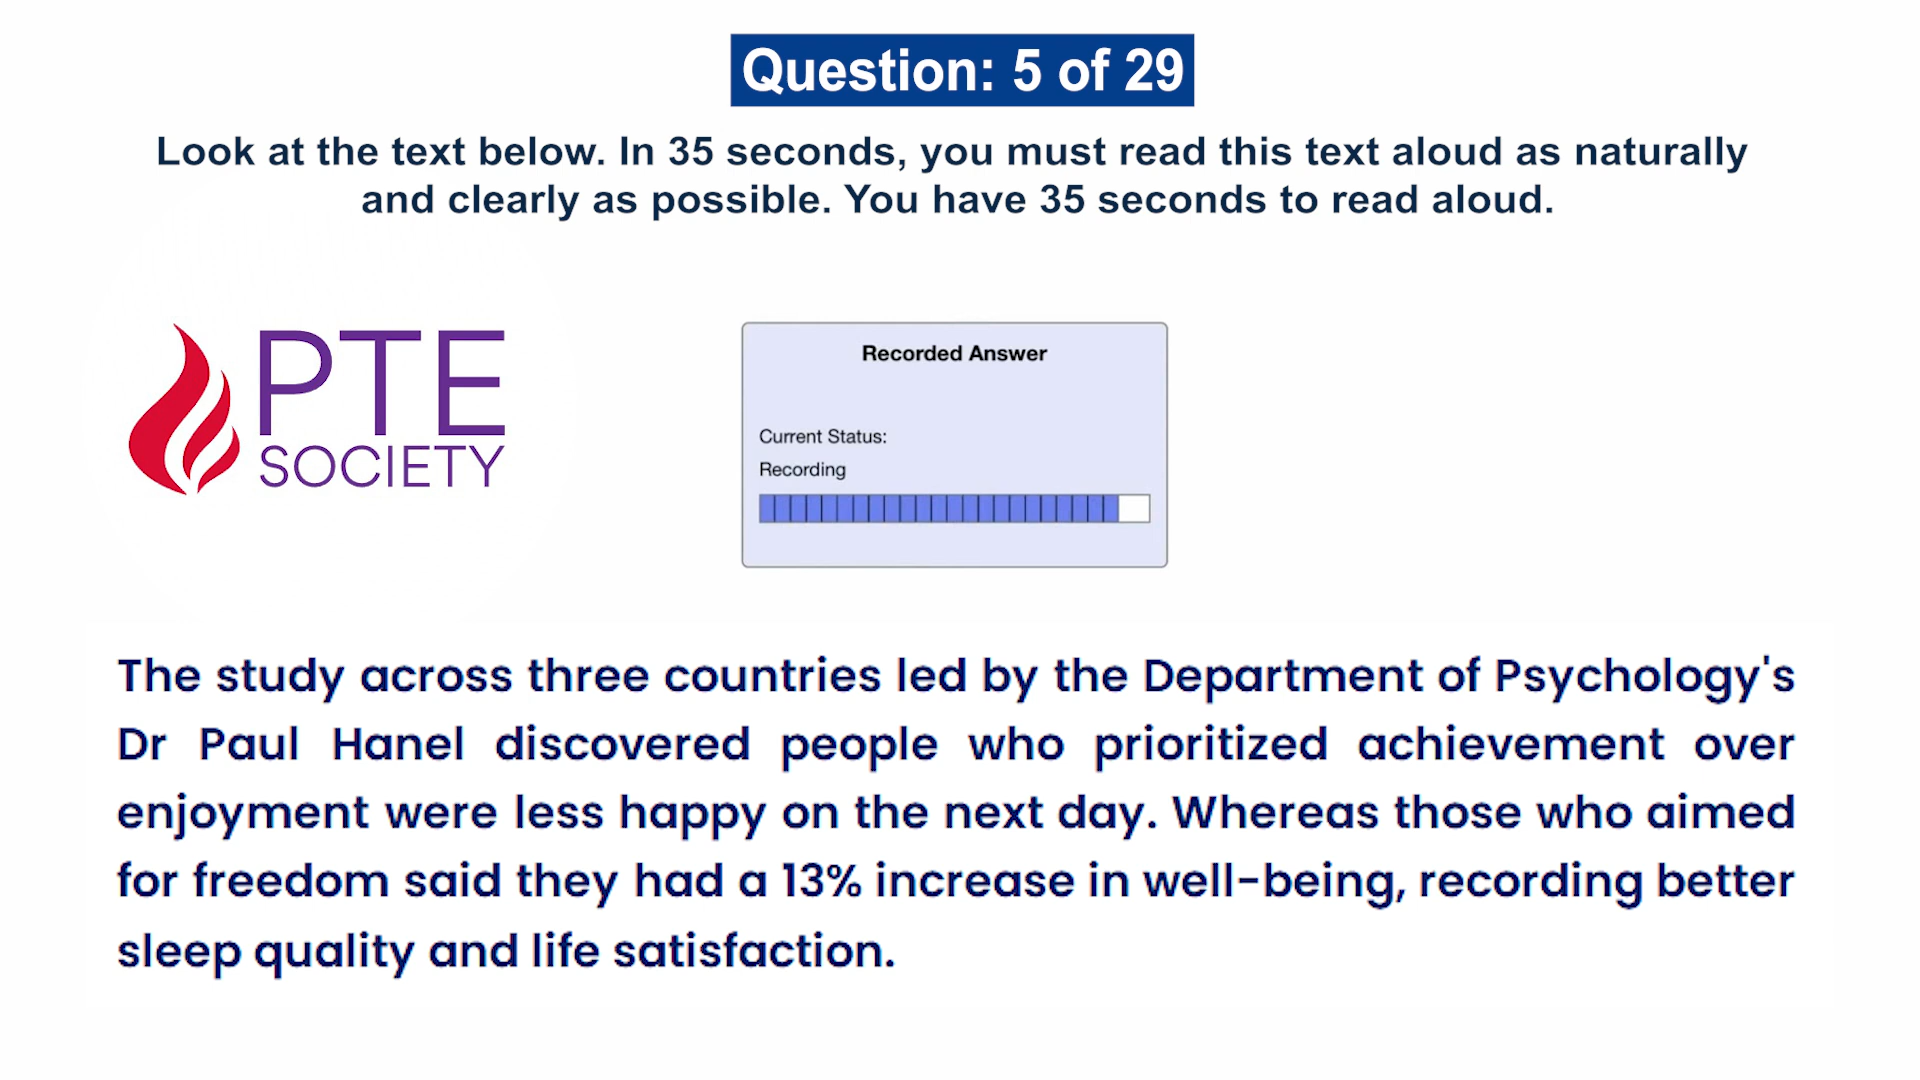 Question: 5 of 29
Look at the text below. In 35 seconds, you must read this text aloud as naturally
and clearly as possible. You have 35 seconds to read aloud.
PTE
SOCIETY
Recorded Answer
Current Status:
Recording
The study across three countries led by the Department of Psychology's
Dr Paul Hanel discovered people who prioritized achievement over
enjoyment were less happy on the next day. Whereas those who aimed
for freedom said they had a 13% increase in well-being, recording better
sleep quality and life satisfaction.